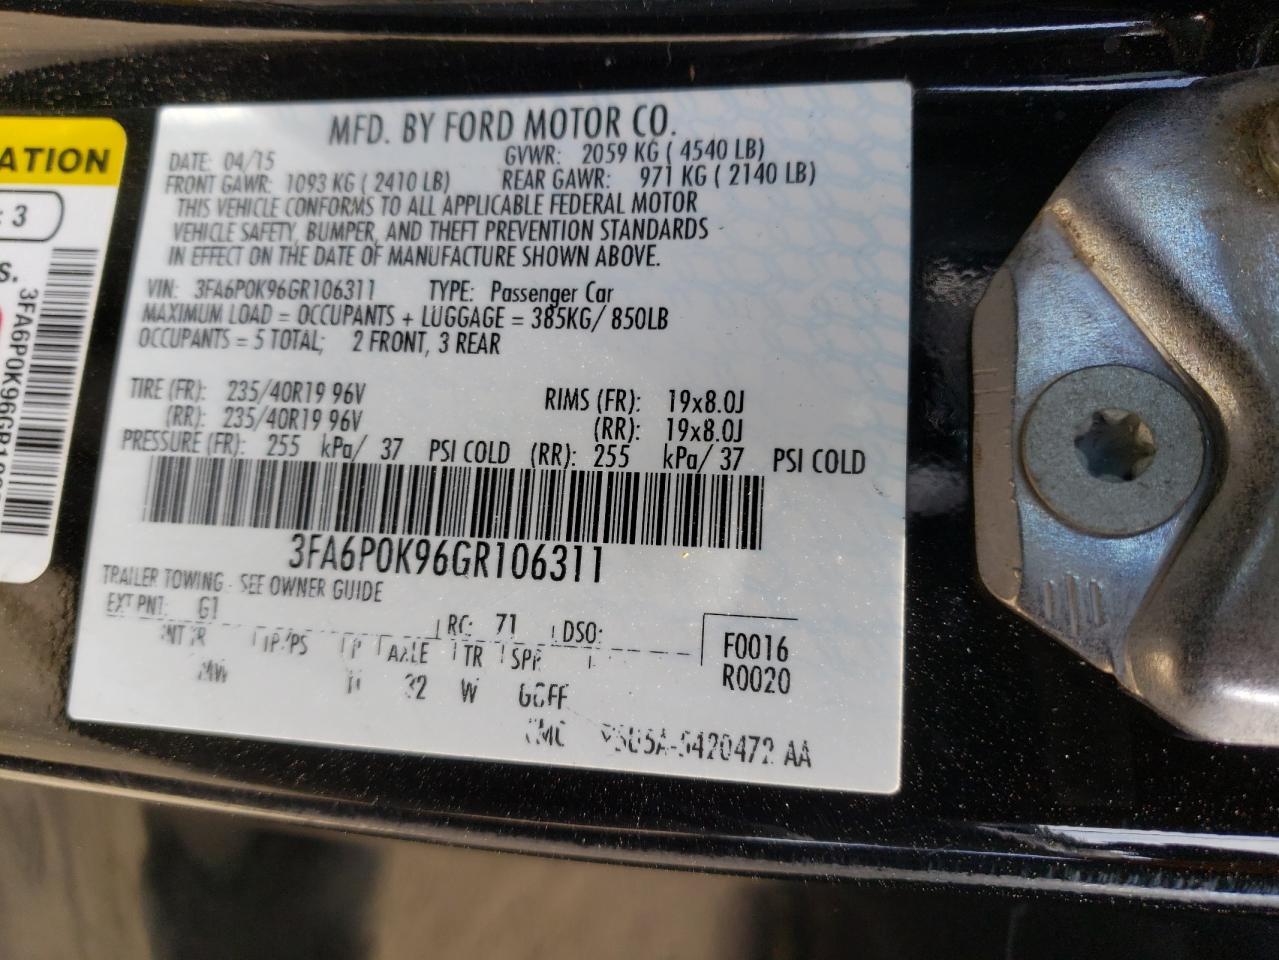 MFD. BY FORD MOTOR CO.
DATE: 04/15 GVWR: 2059 KG ( 4540 LB)
FRONT GAWR: 1093 KG ( 2410 LB) REAR GAWR: 971 KG ( 2140 LB)
THIS VEHICLE CONFORMS TO ALL APPLICABLE FEDERAL MOTOR
VEHICLE SAFETY, BUMPER, AND THEFT PREVENTION STANDARDS
IN EFFECT ON THE DATE OF MANUFACTURE SHOWN ABOVE.
VIN: 3FA6P0K96GR106311 TYPE: Passenger Car
MAXIMUM LOAD = OCCUPANTS + LUGGAGE = 385KG/ 850LB
OCCUPANTS = 5 TOTAL; 2 FRONT, 3 REAR
TIRE (FR): 235/40R19 96V RIMS (FR): 19x8.0J
(RR): 235/40R19 96V (RR): 19x8.0J
PRESSURE (FR): 255 kPa/ 37 PSI COLD (RR): 255 kPa/ 37 PSI COLD
3FA6P0K96GR106311
TRAILER TOWING - SEE OWNER GUIDE
EXT PNT: G1 RC: 71 DSO: F0016
AXLE TR SPR R0020
32 W
ATION
: 3
S.